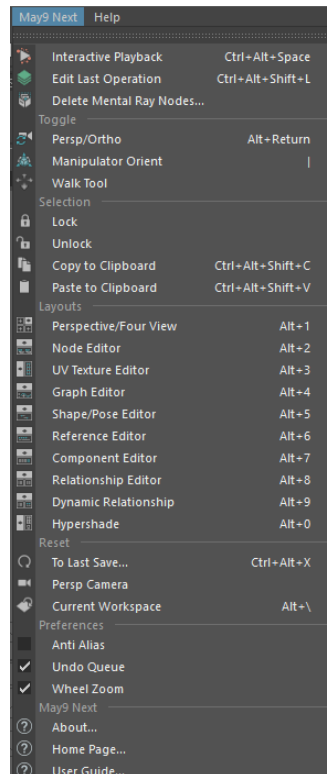 May9 Next Help
Interactive Playback Ctrl+Alt+Space
Edit Last Operation Ctrl+Alt+Shift+L
Delete Mental Ray Nodes...
Toggle
Persp/Ortho Alt+Return
Manipulator Orient |
Walk Tool
Selection
Lock
Unlock
Copy to Clipboard Ctrl+Alt+Shift+C
Paste to Clipboard Ctrl+Alt+Shift+V
Layouts
Perspective/Four View Alt+1
Node Editor Alt+2
UV Texture Editor Alt+3
Graph Editor Alt+4
Shape/Pose Editor Alt+5
Reference Editor Alt+6
Component Editor Alt+7
Relationship Editor Alt+8
Dynamic Relationship Alt+9
Hypershade Alt+0
Reset
To Last Save... Ctrl+Alt+X
Persp Camera
Current Workspace Alt+\
Preferences
Anti Alias
Undo Queue
Wheel Zoom
May9 Next
About...
Home Page...
User Guide...